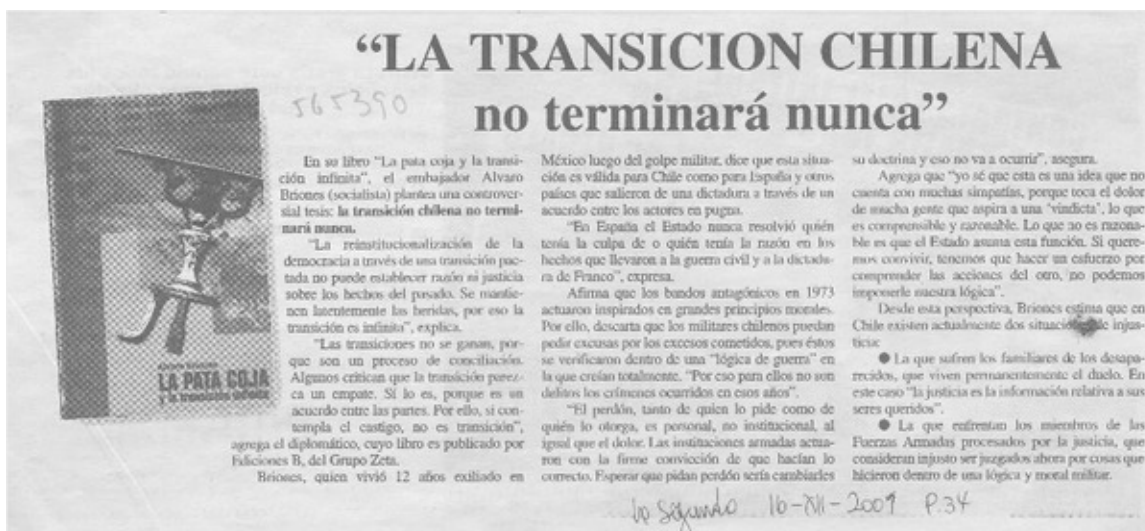 “LA TRANSICION CHILENA
no terminará nunca”
565390
LA PATA COJA
y la transición infinita
En su libro “La pata coja y la transi-
ción infinita”, el embajador Alvaro
Briones (socialista) plantea una controver-
sial tesis: la transición chilena no termi-
nará nunca.
“La reinstitucionalización de la
democracia a través de una transición pac-
tada no puede establecer razón ni justicia
sobre los hechos del pasado. Se mantie-
nen latentemente las heridas, por eso la
transición es infinita”, explica.
“Las transiciones no se ganan, por-
que son un proceso de conciliación.
Algunos critican que la transición parez-
ca un empate. Sí lo es, porque es un
acuerdo entre las partes. Por ello, si con-
templa el castigo, no es transición”,
agrega el diplomático, cuyo libro es publicado por
Ediciones B, del Grupo Zeta.
Briones, quien vivió 12 años exiliado en
México luego del golpe militar, dice que esta situa-
ción es válida para Chile como para España y otros
países que salieron de una dictadura a través de un
acuerdo entre los actores en pugna.
“En España el Estado nunca resolvió quién
tenía la culpa de o quién tenía la razón en los
hechos que llevaron a la guerra civil y a la dictadu-
ra de Franco”, expresa.
Afirma que los bandos antagónicos en 1973
actuaron inspirados en grandes principios morales.
Por ello, descarta que los militares chilenos puedan
pedir excusas por los excesos cometidos, pues éstos
se verificaron dentro de una “lógica de guerra” en
la que creían totalmente. “Por eso para ellos no son
delitos los crímenes ocurridos en esos años”.
“El perdón, tanto de quien lo pide como de
quién lo otorga, es personal, no institucional, al
igual que el dolor. Las instituciones armadas actua-
ron con la firme convicción de que hacían lo
correcto. Esperar que pidan perdón sería cambiarles
su doctrina y eso no va a ocurrir”, asegura.
Agrega que “yo sé que esta es una idea que no
cuenta con muchas simpatías, porque toca el dolor
de mucha gente que aspira a una ‘vindicta’, lo que
es comprensible y razonable. Lo que no es razona-
ble es que el Estado asuma esta función. Si quere-
mos convivir, tenemos que hacer un esfuerzo por
comprender las acciones del otro, no podemos
imponerle nuestra lógica”.
Desde esta perspectiva, Briones estima que en
Chile existen actualmente dos situaciones de injus-
ticia:
● La que sufren los familiares de los desapa-
recidos, que viven permanentemente el duelo. En
este caso “la justicia es la información relativa a sus
seres queridos”.
● La que enfrentan los miembros de las
Fuerzas Armadas procesados por la justicia, que
consideran injusto ser juzgados ahora por cosas que
hicieron dentro de una lógica y moral militar.
La Segunda 16-XII-2001 P.34